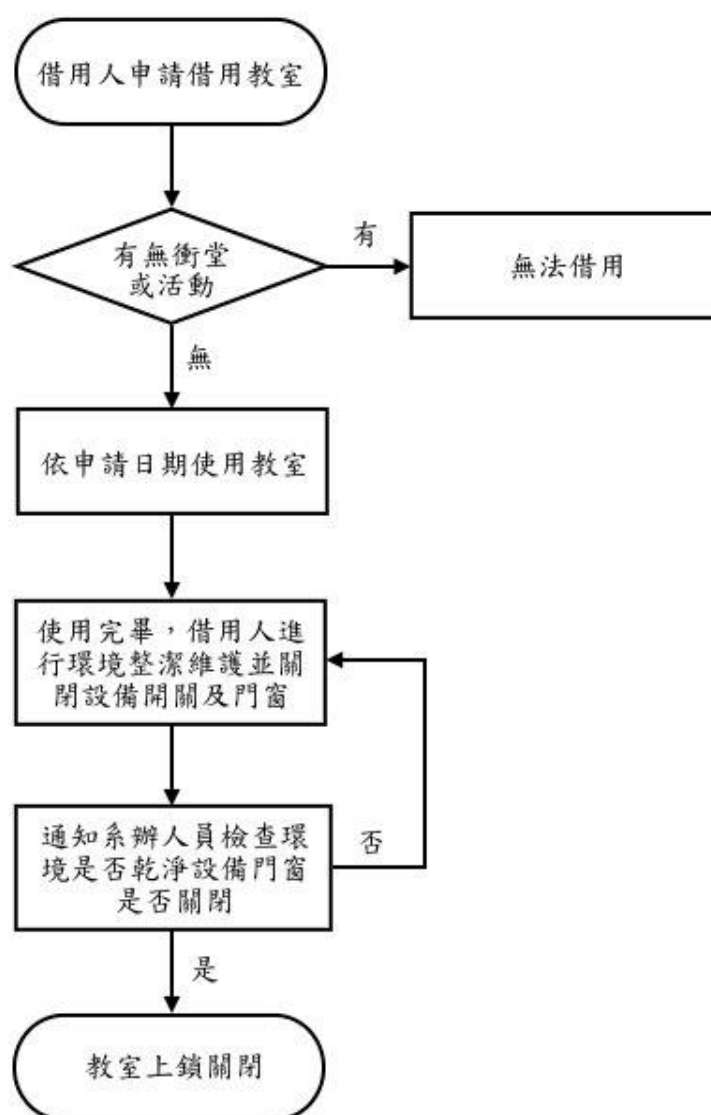 借用人申請借用教室
有無衝堂
或活動
有
無法借用
無
依申請日期使用教室
使用完畢，借用人進
行環境整潔維護並關
閉設備開關及門窗
通知系辦人員檢查環
境是否乾淨設備門窗
是否關閉
否
是
教室上鎖關閉